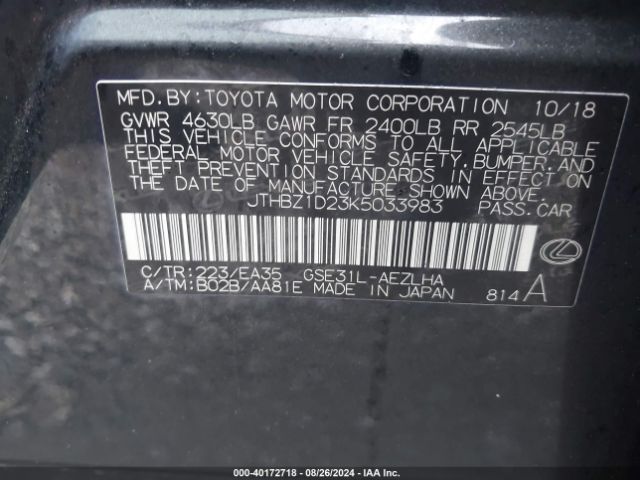 MFD.BY:TOYOTA MOTOR CORPORATION 10/18
GVWR 4630LB GAWR FR 2400LB RR 2545LB
THIS VEHICLE CONFORMS TO ALL APPLICABLE
FEDERAL MOTOR VEHICLE SAFETY,BUMPER,AND
THEFT PREVENTION STANDARDS IN EFFECT ON
THE DATE OF MANUFACTURE SHOWN ABOVE.
JTHBZ1D23K5033983 PASS.CAR
C/TR:223/EA35 GSE31L-AEZLHA
A/TM:B02B/AA81E MADE IN JAPAN 814 A
000-40172718 | 08/26/2024 | IAA Inc.